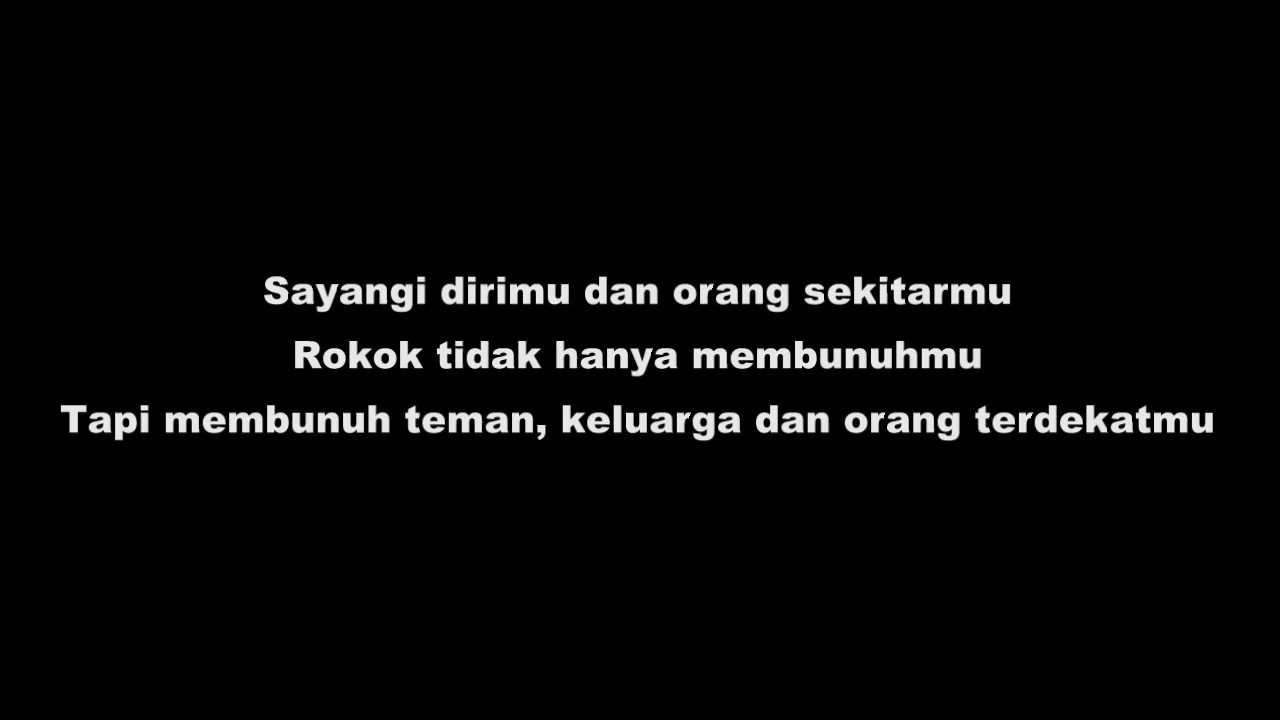 Sayangi dirimu dan orang sekitarmu
Rokok tidak hanya membunuhmu
Tapi membunuh teman, keluarga dan orang terdekatmu